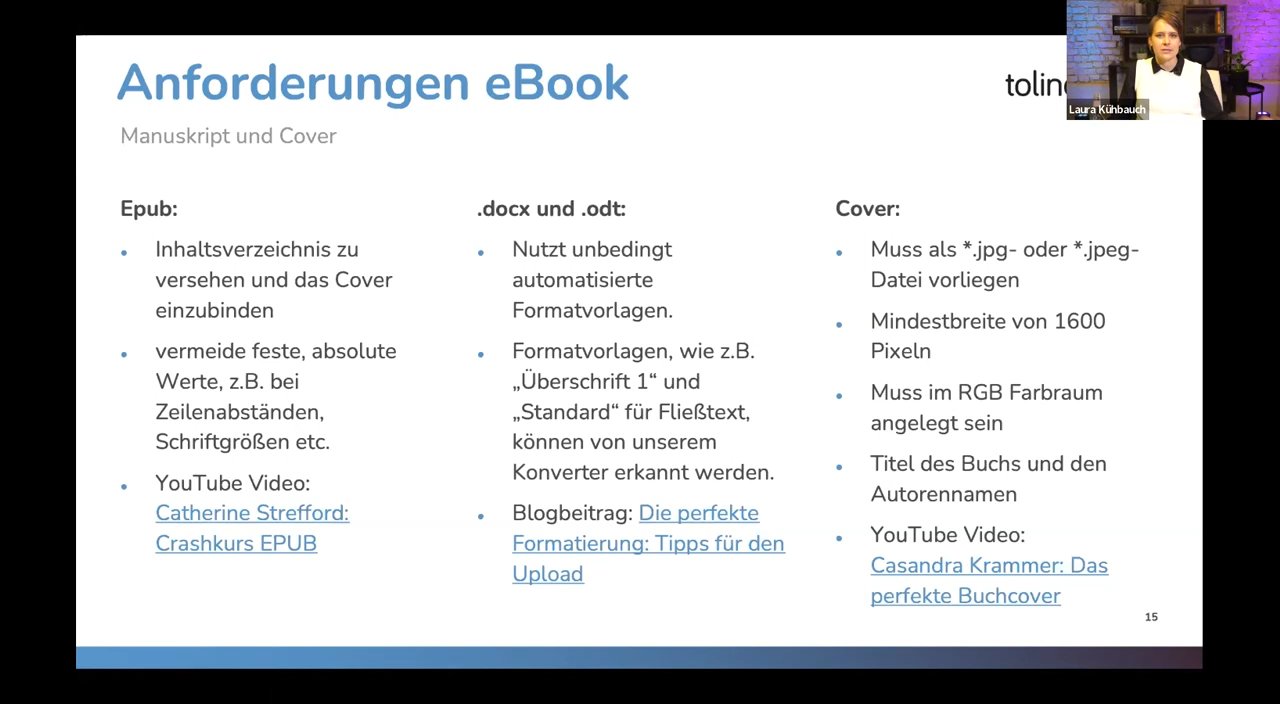 Anforderungen eBook
Manuskript und Cover
Laura Kühbauch
Epub:
• Inhaltsverzeichnis zu
versehen und das Cover
einzubinden
• vermeide feste, absolute
Werte, z.B. bei
Zeilenabständen,
Schriftgrößen etc.
• YouTube Video:
Catherine Strefford:
Crashkurs EPUB
.docx und .odt:
• Nutzt unbedingt
automatisierte
Formatvorlagen.
• Formatvorlagen, wie z.B.
„Überschrift 1“ und
„Standard“ für Fließtext,
können von unserem
Konverter erkannt werden.
• Blogbeitrag: Die perfekte
Formatierung: Tipps für den
Upload
Cover:
• Muss als *.jpg- oder *.jpeg-
Datei vorliegen
• Mindestbreite von 1600
Pixeln
• Muss im RGB Farbraum
angelegt sein
• Titel des Buchs und den
Autorennamen
• YouTube Video:
Casandra Krammer: Das
perfekte Buchcover
15